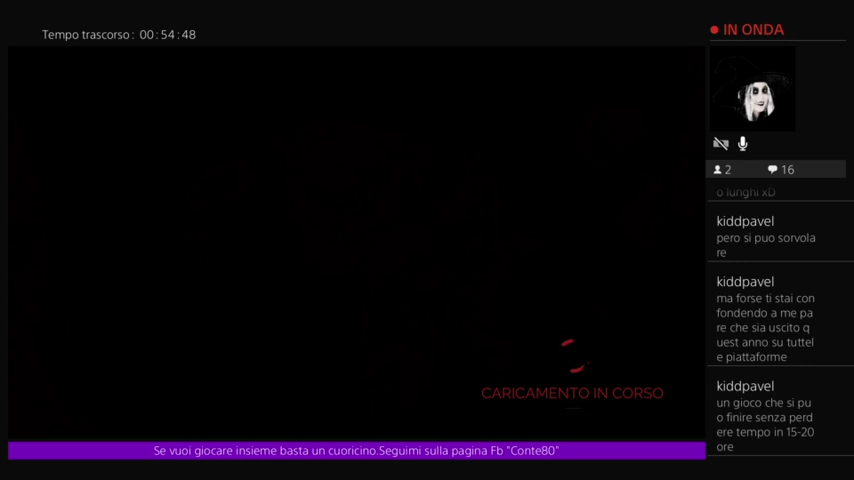 Tempo trascorso: 00:54:48
IN ONDA
2 16
o lunghi xD
kiddpavel
pero si puo sorvola
re
kiddpavel
ma forse ti stai con
fondendo a me pa
re che sia uscito q
uest anno su tuttel
e piattaforme
kiddpavel
un gioco che si pu
o finire senza perd
ere tempo in 15-20
ore
CARICAMENTO IN CORSO
Se vuoi giocare insieme basta un cuoricino.Seguimi sulla pagina Fb "Conte80"